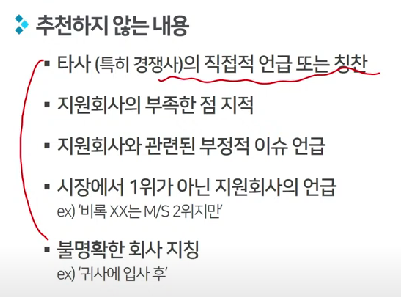 추천하지 않는 내용
▪ 타사 (특히 경쟁사)의 직접적 언급 또는 칭찬
▪ 지원회사의 부족한 점 지적
▪ 지원회사와 관련된 부정적 이슈 언급
▪ 시장에서 1위가 아닌 지원회사의 언급
ex) '비록 XX는 M/S 2위지만'
▪ 불명확한 회사 지칭
ex) '귀사에 입사 후'